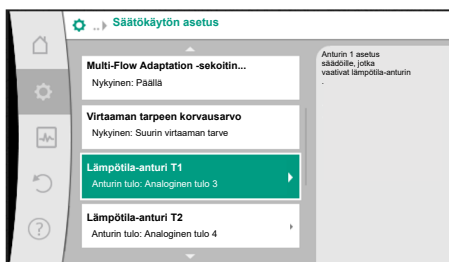 .. Säätökäytön asetus
Multi-Flow Adaptation -sekoitin...
Nykyinen: Päällä
Virtaaman tarpeen korvausarvo
Nykyinen: Suurin virtaaman tarve
Lämpötila-anturi T1
Anturin tulo: Analoginen tulo 3
Lämpötila-anturi T2
Anturin tulo: Analoginen tulo 4
Anturin 1 asetus
säädöille, jotka
vaativat lämpötila-anturin
.
?